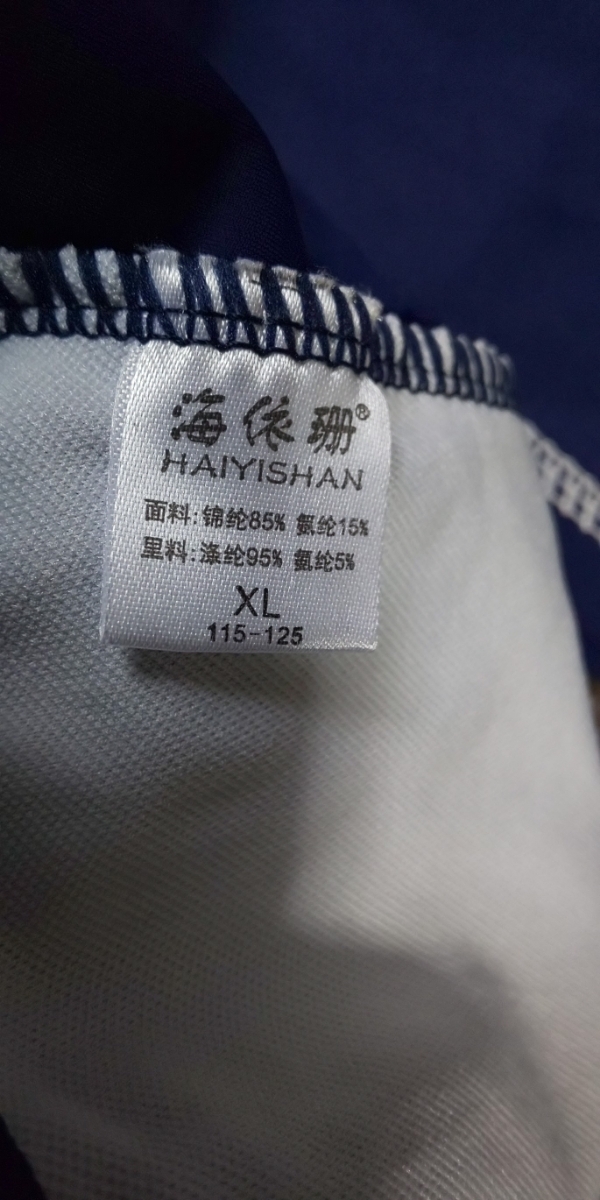 海依珊®
HAIYISHAN
面料:锦纶85% 氨纶15%
里料:涤纶95% 氨纶5%
XL
115-125